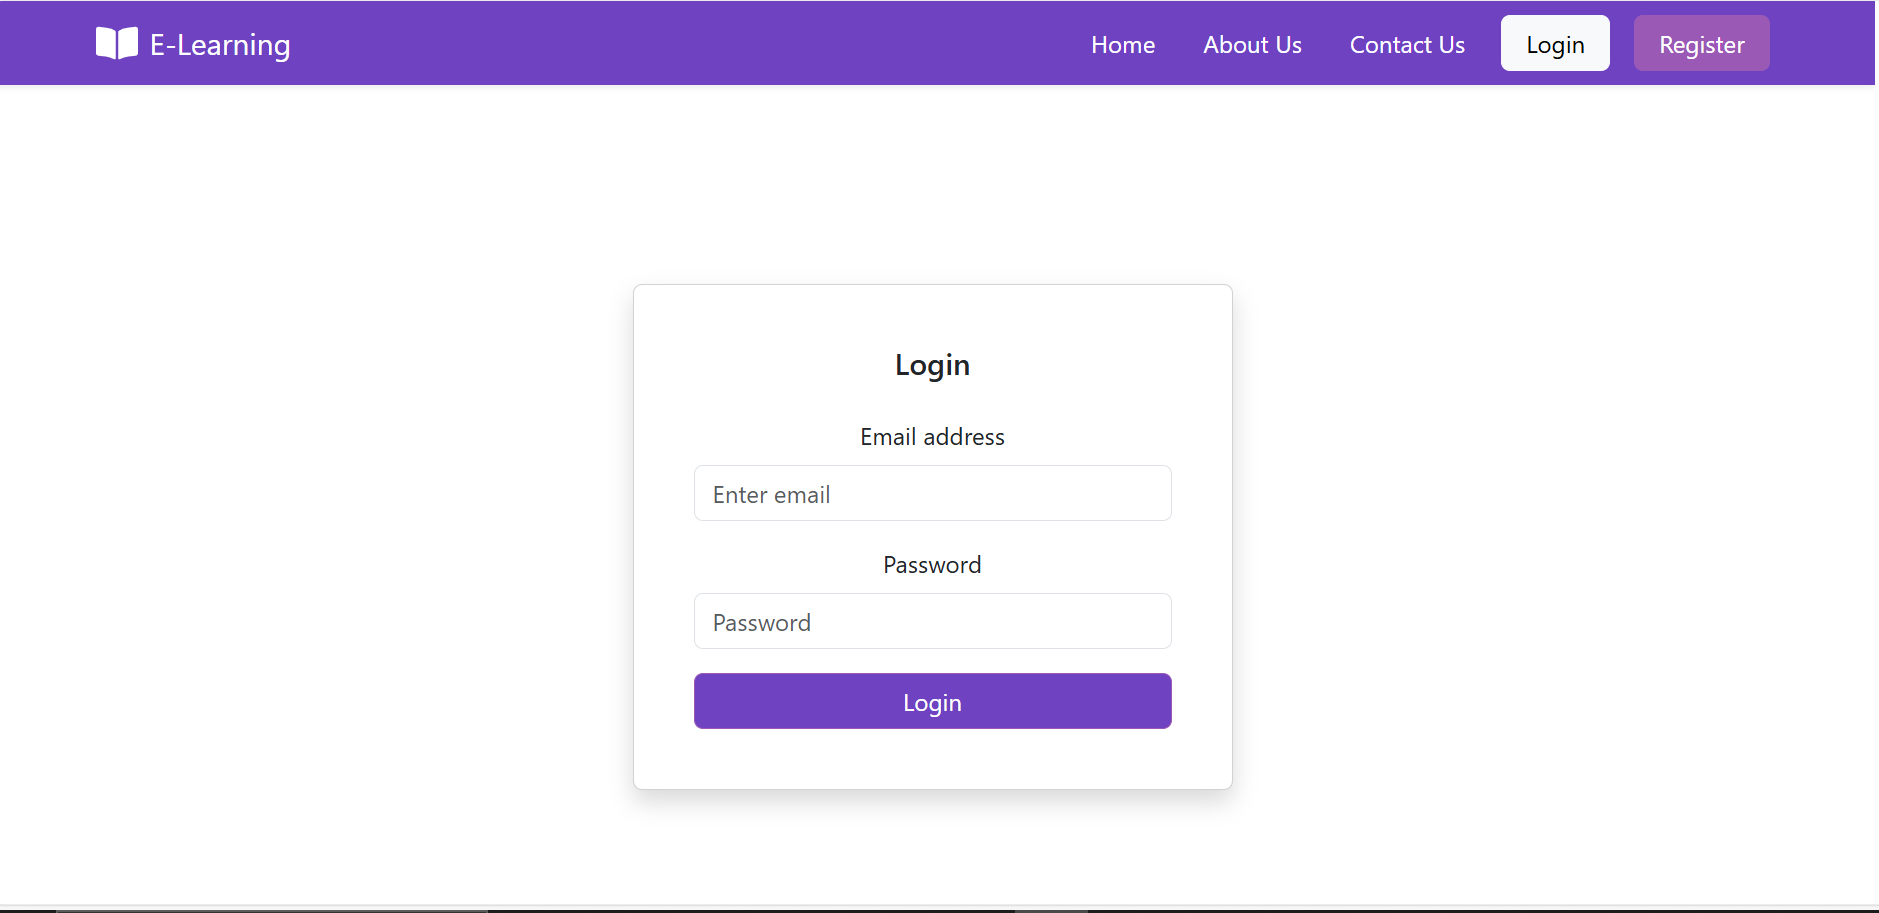 E-Learning
Home About Us Contact Us Login Register
Login
Email address
Enter email
Password
Password
Login